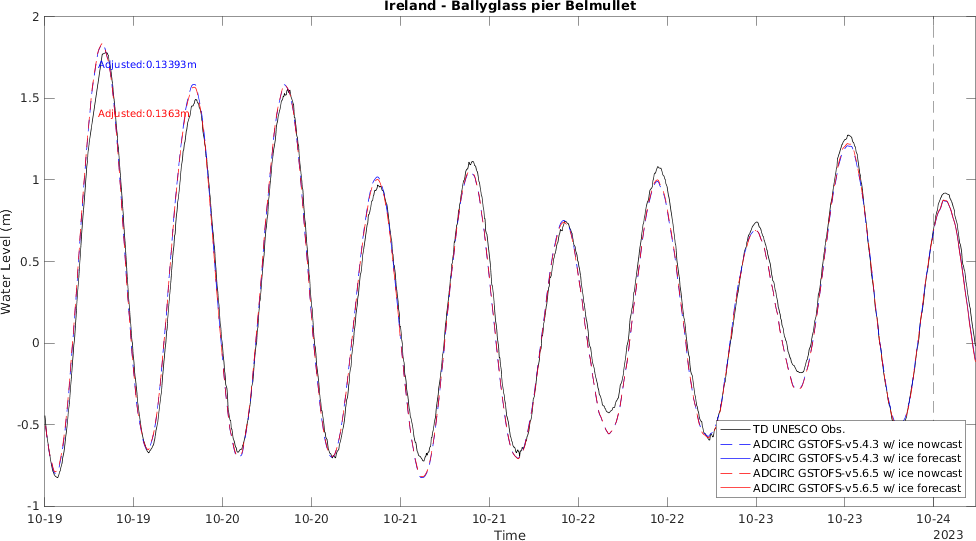 Ireland - Ballyglass pier Belmullet
2
1.5
1
0.5
0
-0.5
-1
Water Level (m)
Adjusted:0.13393m
Adjusted:0.1363m
TD UNESCO Obs.
ADCIRC GSTOFS-v5.4.3 w/ ice nowcast
ADCIRC GSTOFS-v5.4.3 w/ ice forecast
ADCIRC GSTOFS-v5.6.5 w/ ice nowcast
ADCIRC GSTOFS-v5.6.5 w/ ice forecast
10-19 10-19 10-20 10-20 10-21 10-21 10-22 10-22 10-23 10-23 10-24
2023
Time